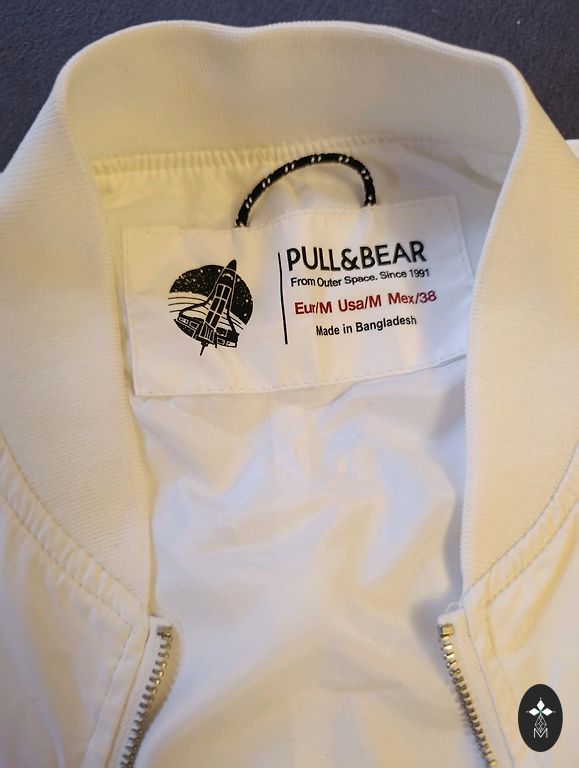 PULL&BEAR
From Outer Space. Since 1991
Eur/M Usa/M Mex/38
Made in Bangladesh
M